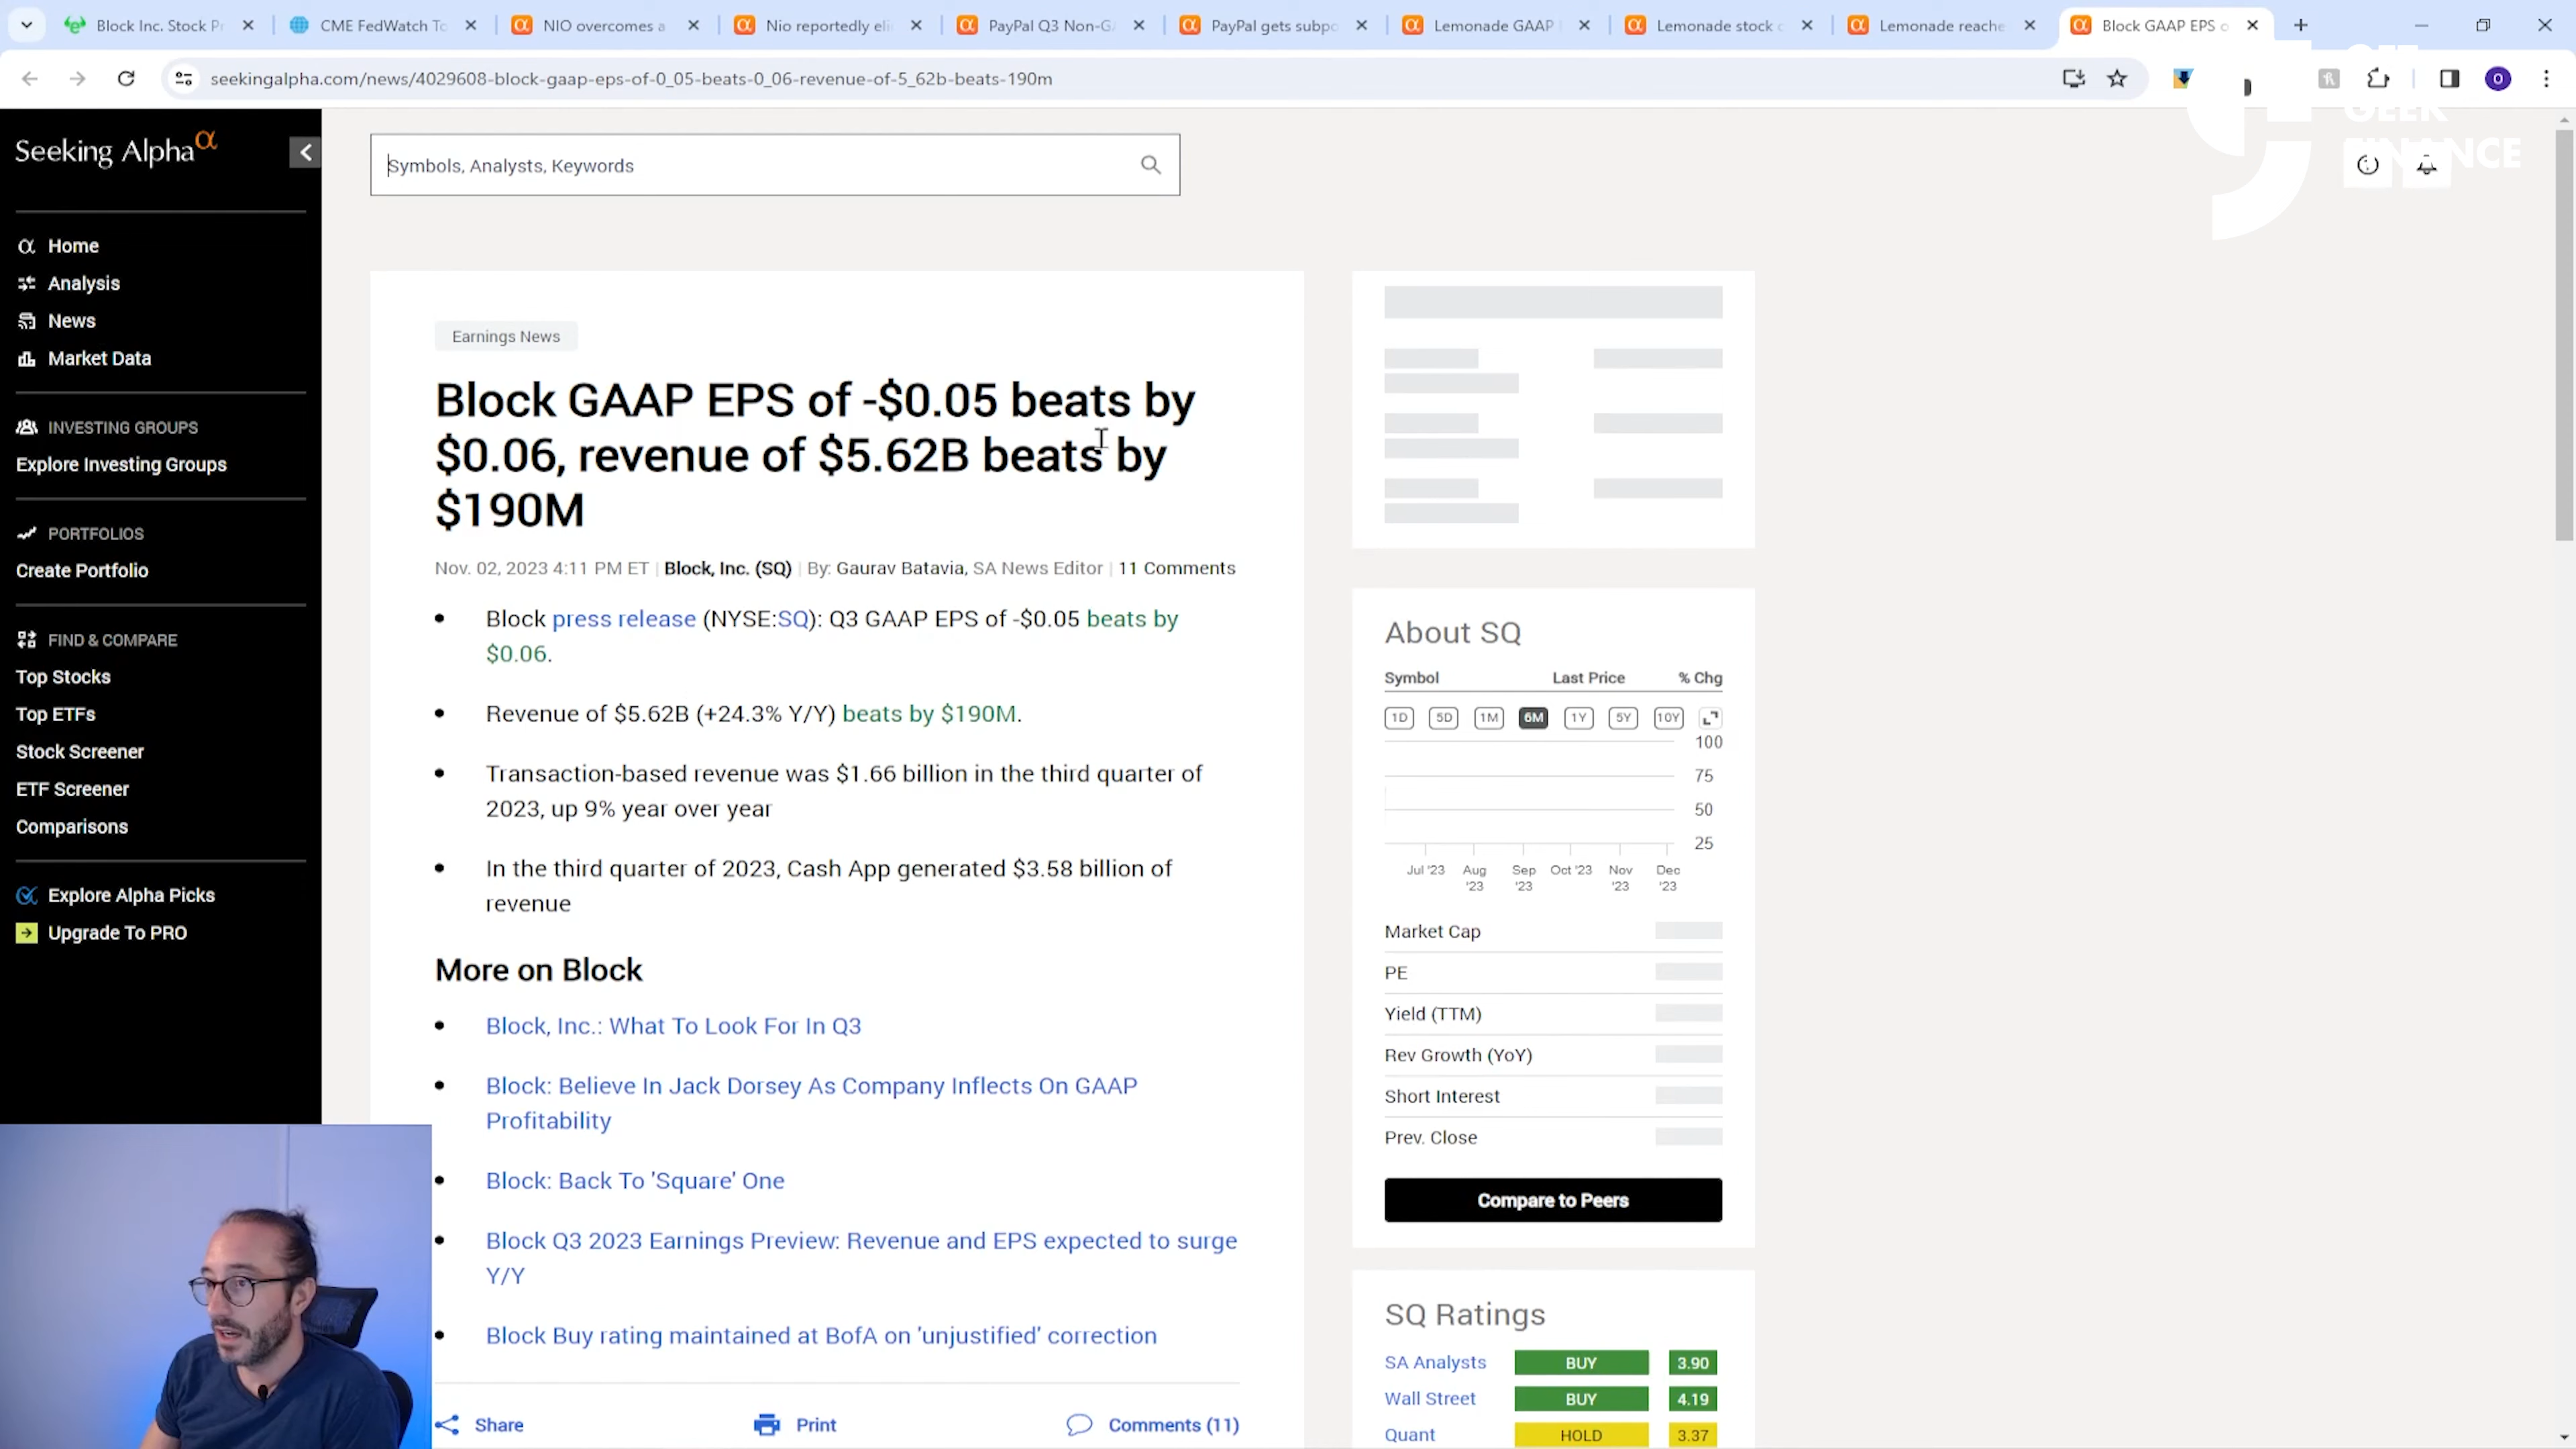 Block Inc. Stock Pr
CME FedWatch To
NIO overcomes a
Nio reportedly eli
PayPal Q3 Non-GA
PayPal gets subpo
Lemonade GAAP
Lemonade stock c
Lemonade reache
Block GAAP EPS o
seekingalpha.com/news/4029608-block-gaap-eps-of-0_05-beats-0_06-revenue-of-5_62b-beats-190m
O
GEEK
FINANCE
Seeking Alphaα
Symbols, Analysts, Keywords
Home
Analysis
News
Market Data
INVESTING GROUPS
Explore Investing Groups
PORTFOLIOS
Create Portfolio
FIND & COMPARE
Top Stocks
Top ETFs
Stock Screener
ETF Screener
Comparisons
Explore Alpha Picks
Upgrade To PRO
Earnings News
Block GAAP EPS of -$0.05 beats by
$0.06, revenue of $5.62B beats by
$190M
Nov. 02, 2023 4:11 PM ET | Block, Inc. (SQ) | By: Gaurav Batavia, SA News Editor | 11 Comments
Block press release (NYSE:SQ): Q3 GAAP EPS of -$0.05 beats by
$0.06.
Revenue of $5.62B (+24.3% Y/Y) beats by $190M.
Transaction-based revenue was $1.66 billion in the third quarter of
2023, up 9% year over year
In the third quarter of 2023, Cash App generated $3.58 billion of
revenue
More on Block
Block, Inc.: What To Look For In Q3
Block: Believe In Jack Dorsey As Company Inflects On GAAP
Profitability
Block: Back To 'Square' One
Block Q3 2023 Earnings Preview: Revenue and EPS expected to surge
Y/Y
Block Buy rating maintained at BofA on 'unjustified' correction
Share
Print
Comments (11)
About SQ
Symbol Last Price % Chg
1D 5D 1M 6M 1Y 5Y 10Y
100
75
50
25
Jul '23 Aug '23 Sep '23 Oct '23 Nov '23 Dec '23
Market Cap
PE
Yield (TTM)
Rev Growth (YoY)
Short Interest
Prev. Close
Compare to Peers
SQ Ratings
SA Analysts BUY 3.90
Wall Street BUY 4.19
Quant HOLD 3.37